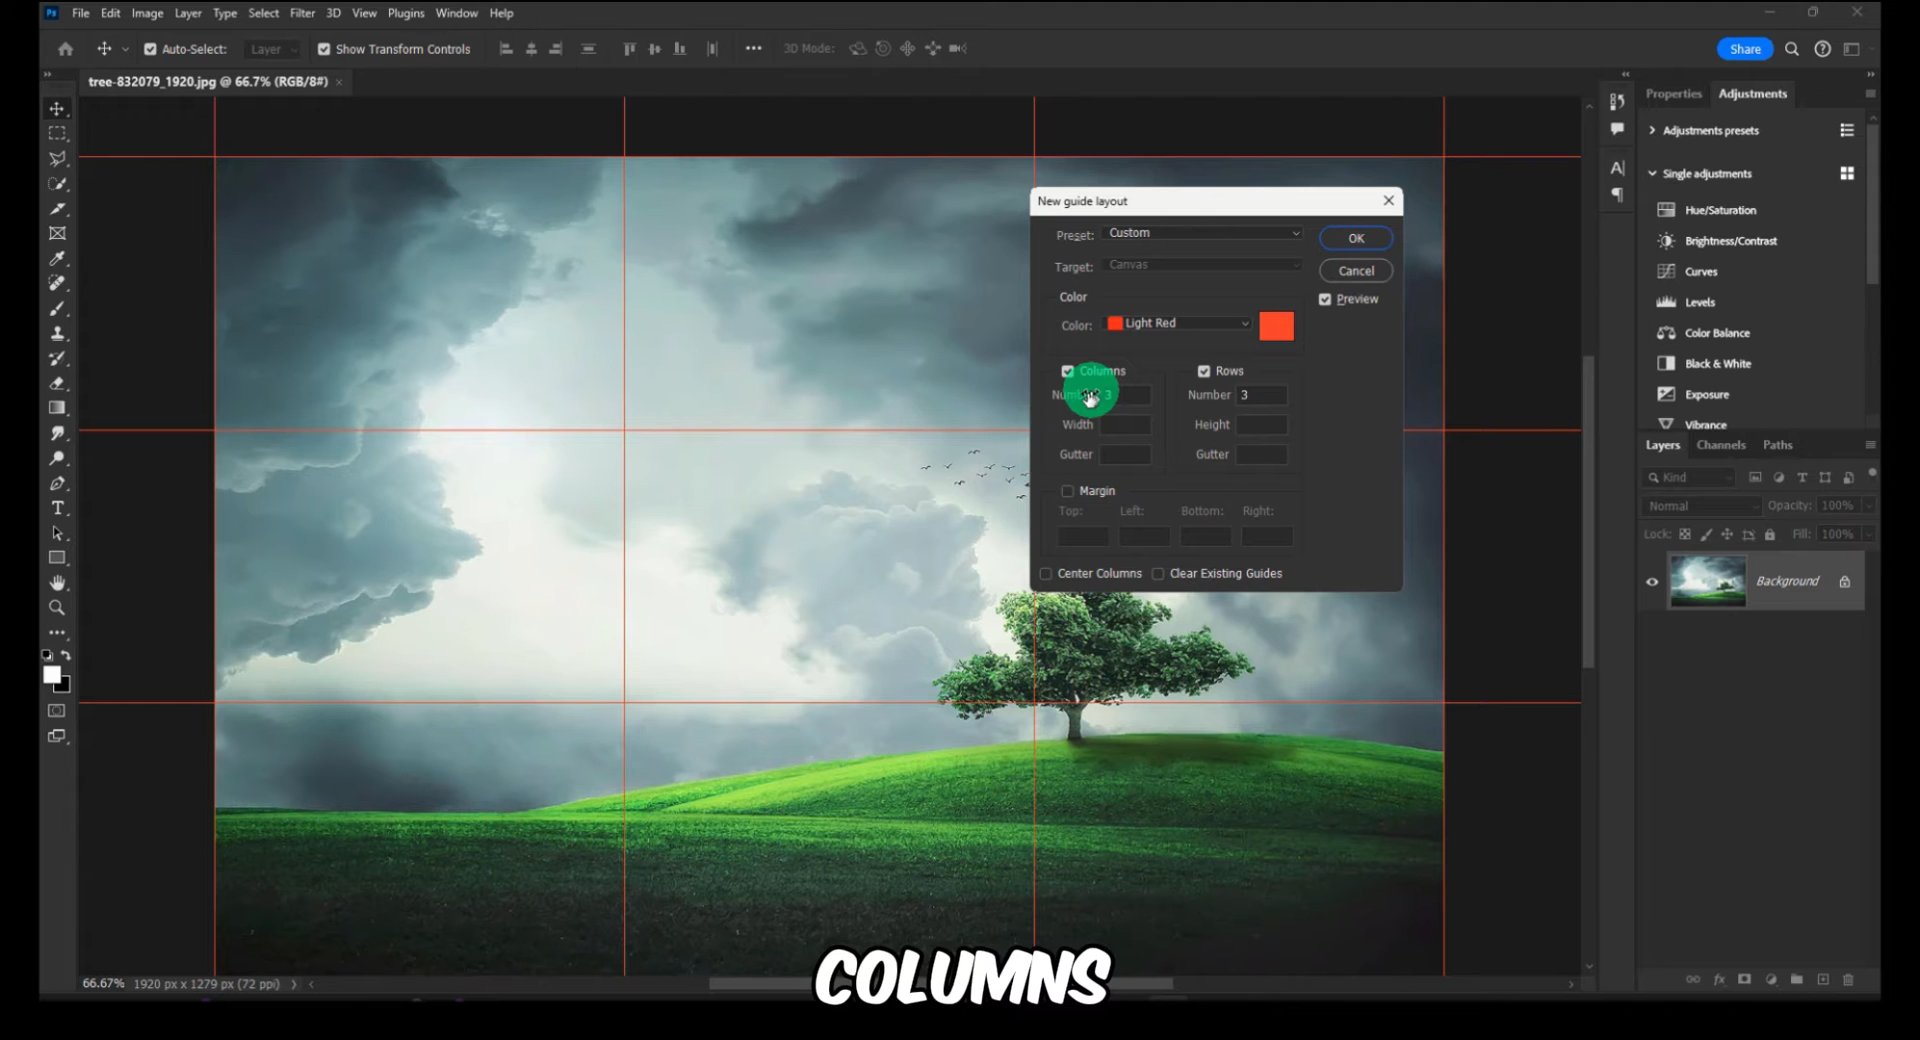 Ps File Edit Image Layer Type Select Filter 3D View Plugins Window Help
Auto-Select: Layer Show Transform Controls ••• 3D Mode: Share
tree-832079_1920.jpg @ 66.7% (RGB/8#) ×
Properties Adjustments
Adjustments presets
Single adjustments
Hue/Saturation
Brightness/Contrast
Curves
Levels
Color Balance
Black & White
Exposure
Vibrance
New guide layout
Preset: Custom OK
Target: Canvas Cancel
Color Preview
Color: Light Red
Columns Rows
Number 3 Number 3
Width Height
Gutter Gutter
Margin
Top: Left: Bottom: Right:
Center Columns Clear Existing Guides
Layers Channels Paths
Kind
Normal Opacity: 100%
Lock: Fill: 100%
Background
66.67% 1920 px x 1279 px (72 ppi)
COLUMNS